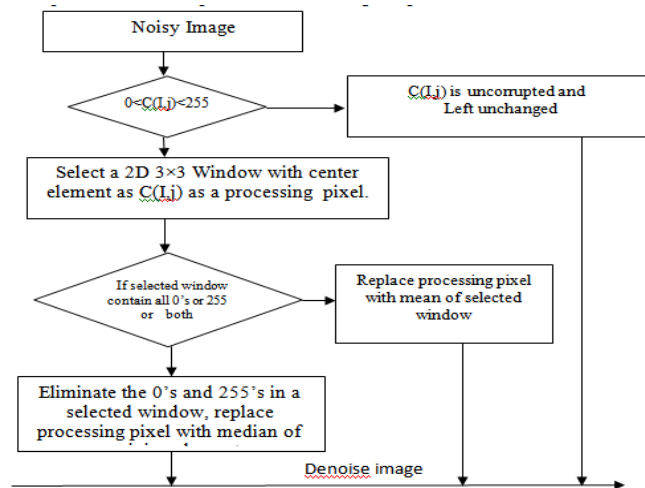 Noisy Image
0<C(I,j)<255
C(I,j) is uncorrupted and
Left unchanged
Select a 2D 3×3 Window with center
element as C(I,j) as a processing pixel.
If selected window
contain all 0's or 255
or both
Replace processing pixel
with mean of selected
window
Eliminate the 0's and 255's in a
selected window, replace
processing pixel with median of
Denoise image